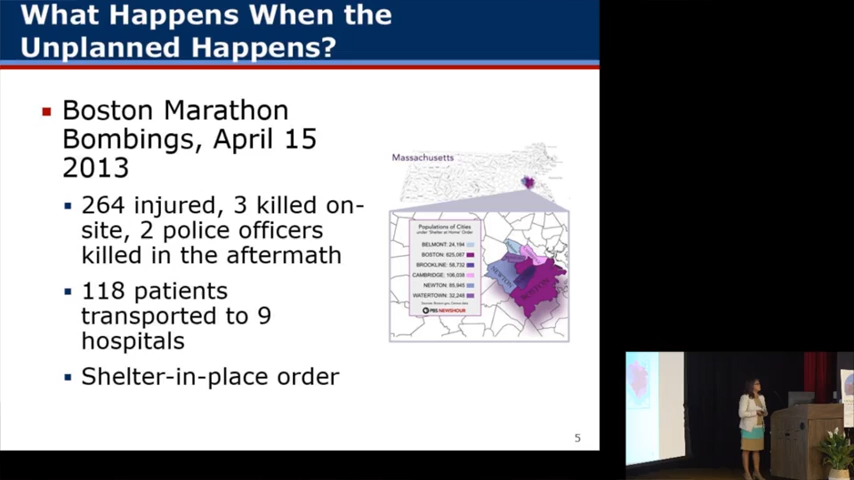 What Happens When the
Unplanned Happens?
Boston Marathon
Bombings, April 15
2013
264 injured, 3 killed on-
site, 2 police officers
killed in the aftermath
118 patients
transported to 9
hospitals
Shelter-in-place order
Massachusetts
Populations of Cities
under 'Shelter at Home' Order
BELMONT: 24,194
BOSTON: 625,087
BROOKLINE: 58,732
CAMBRIDGE: 106,038
NEWTON: 85,945
WATERTOWN: 32,248
PBS NEWSHOUR
NEWTON
BOSTON
5